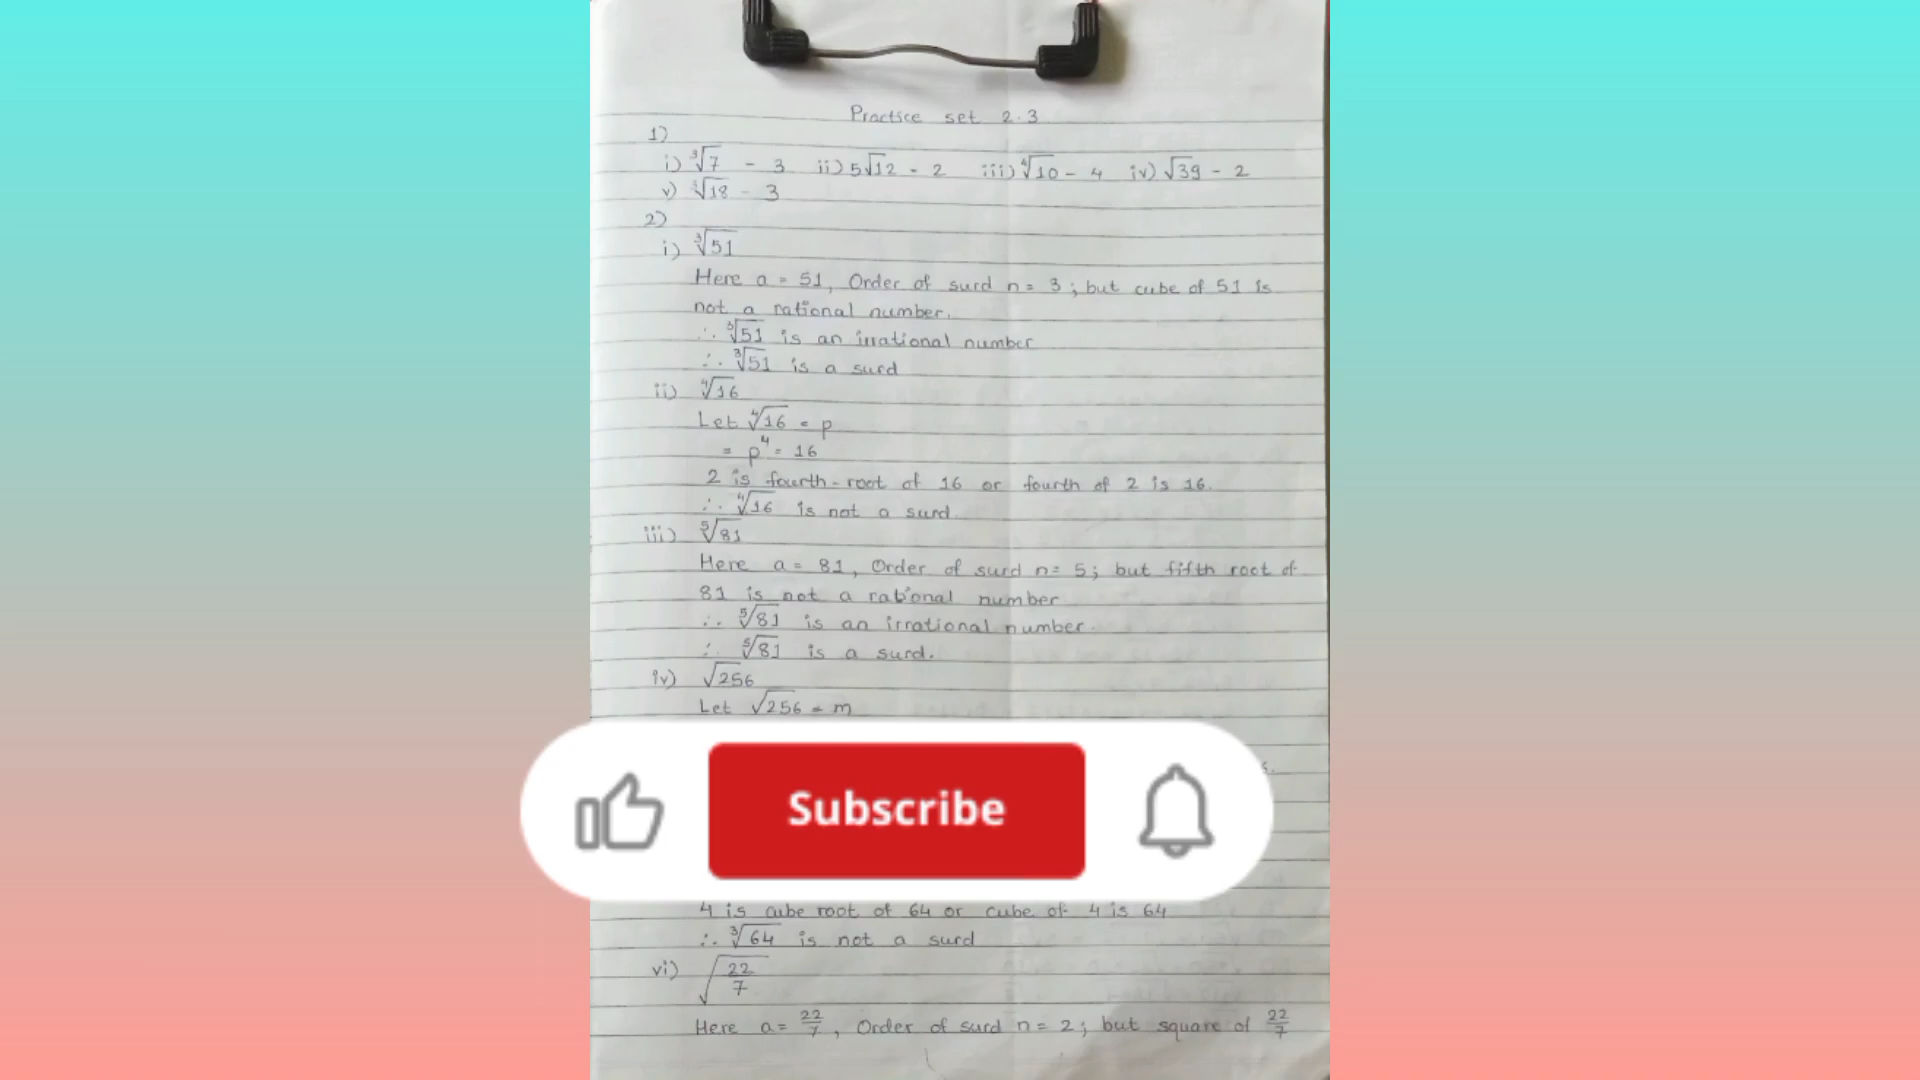 Practice set 2.3
1)
i) ∛7 - 3 ii) 5√12 - 2 iii) ∜10 - 4 iv) √39 - 2
v) ∛18 - 3
2)
i) ∛51
Here a = 51, Order of surd n = 3; but cube of 51 is
not a rational number.
∴ ∛51 is an irrational number
∴ ∛51 is a surd
ii) ∜16
Let ∜16 = p
= p⁴ = 16
2 is fourth-root of 16 or fourth of 2 is 16.
∴ ∜16 is not a surd
iii) ⁵√81
Here a = 81, Order of surd n = 5; but fifth root of
81 is not a rational number
∴ ⁵√81 is an irrational number.
∴ ⁵√81 is a surd.
iv) √256
Let √256 = m
Subscribe
4 is cube root of 64 or cube of 4 is 64
∴ ∛64 is not a surd
vi) √22/7
Here a = 22/7, Order of surd n = 2; but square of 22/7